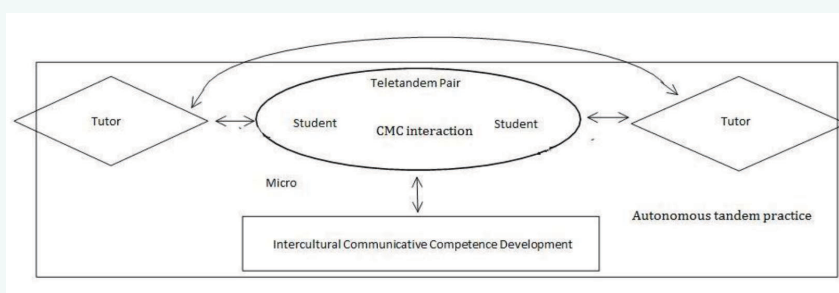 Teletandem Pair
Tutor
Student
CMC interaction
Student
Tutor
Micro
Autonomous tandem practice
Intercultural Communicative Competence Development